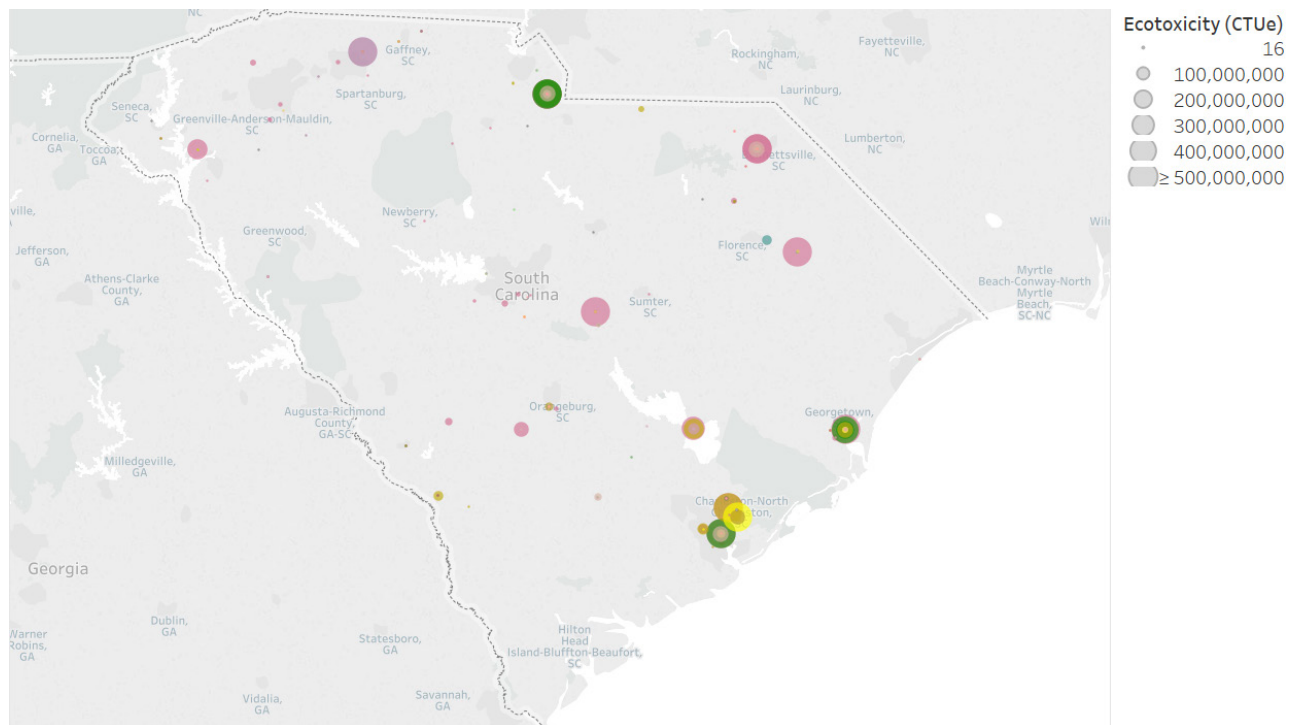 NC
Gaffney,
SC
Spartanburg,
SC
Seneca,
SC
Greenville-Anderson-Mauldin,
SC
Cornelia,
GA
Toccoa,
GA
Rockingham,
NC
Fayetteville,
NC
Laurinburg,
NC
Lumberton,
NC
SC
ville,
GA
Jefferson,
GA
Athens-Clarke
County,
GA
Greenwood,
SC
Newberry,
SC
South
Carolina
Florence,
SC
Sumter,
SC
Myrtle
Beach-Conway-North
Myrtle
Beach,
SC-NC
Augusta-Richmond
County,
GA-SC
Orangeburg,
SC
Georgetown,
Milledgeville,
GA
Georgia
Dublin,
GA
Warner
Robins,
GA
Statesboro,
GA
Hilton
Head
Island-Bluffton-Beaufort,
SC
Vidalia,
GA
Savannah,
GA
Ecotoxicity (CTUe)
16
100,000,000
200,000,000
300,000,000
400,000,000
≥ 500,000,000